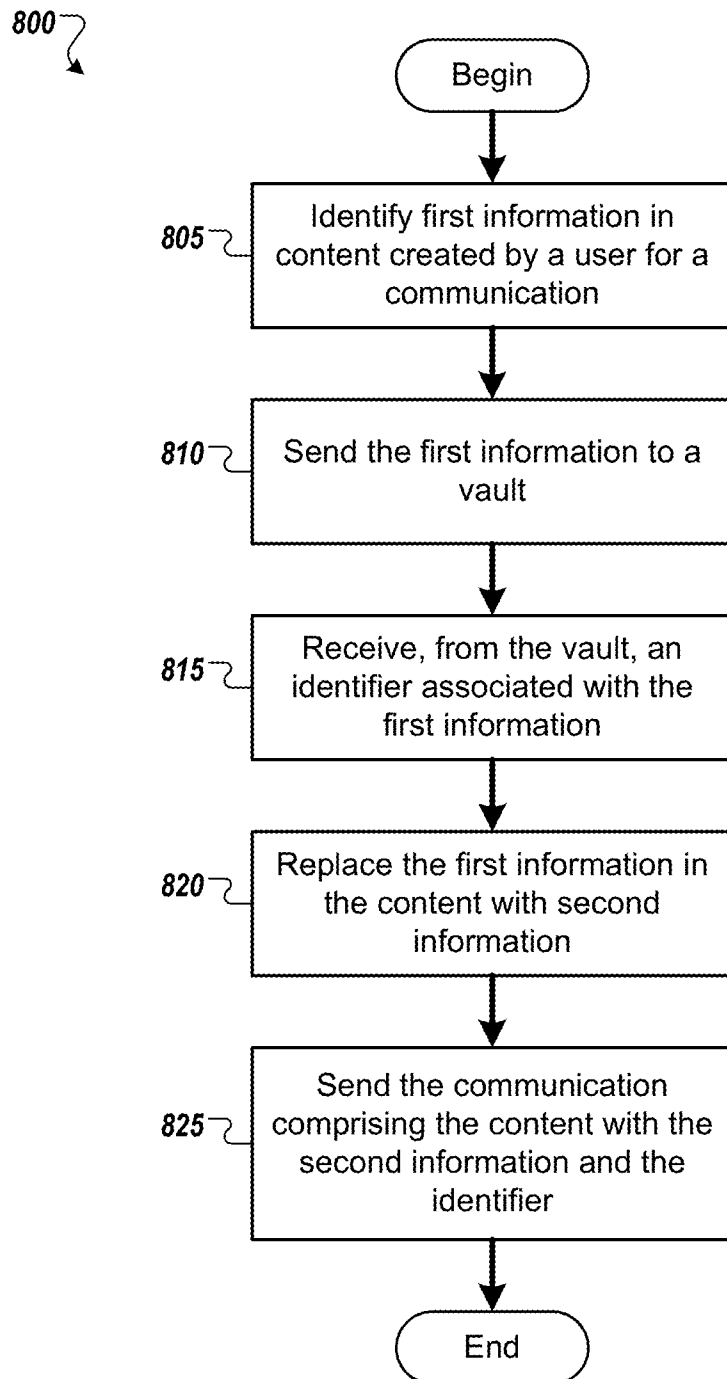 800
Begin
805
Identify first information in
content created by a user for a
communication
810
Send the first information to a
vault
815
Receive, from the vault, an
identifier associated with the
first information
820
Replace the first information in
the content with second
information
825
Send the communication
comprising the content with the
second information and the
identifier
End